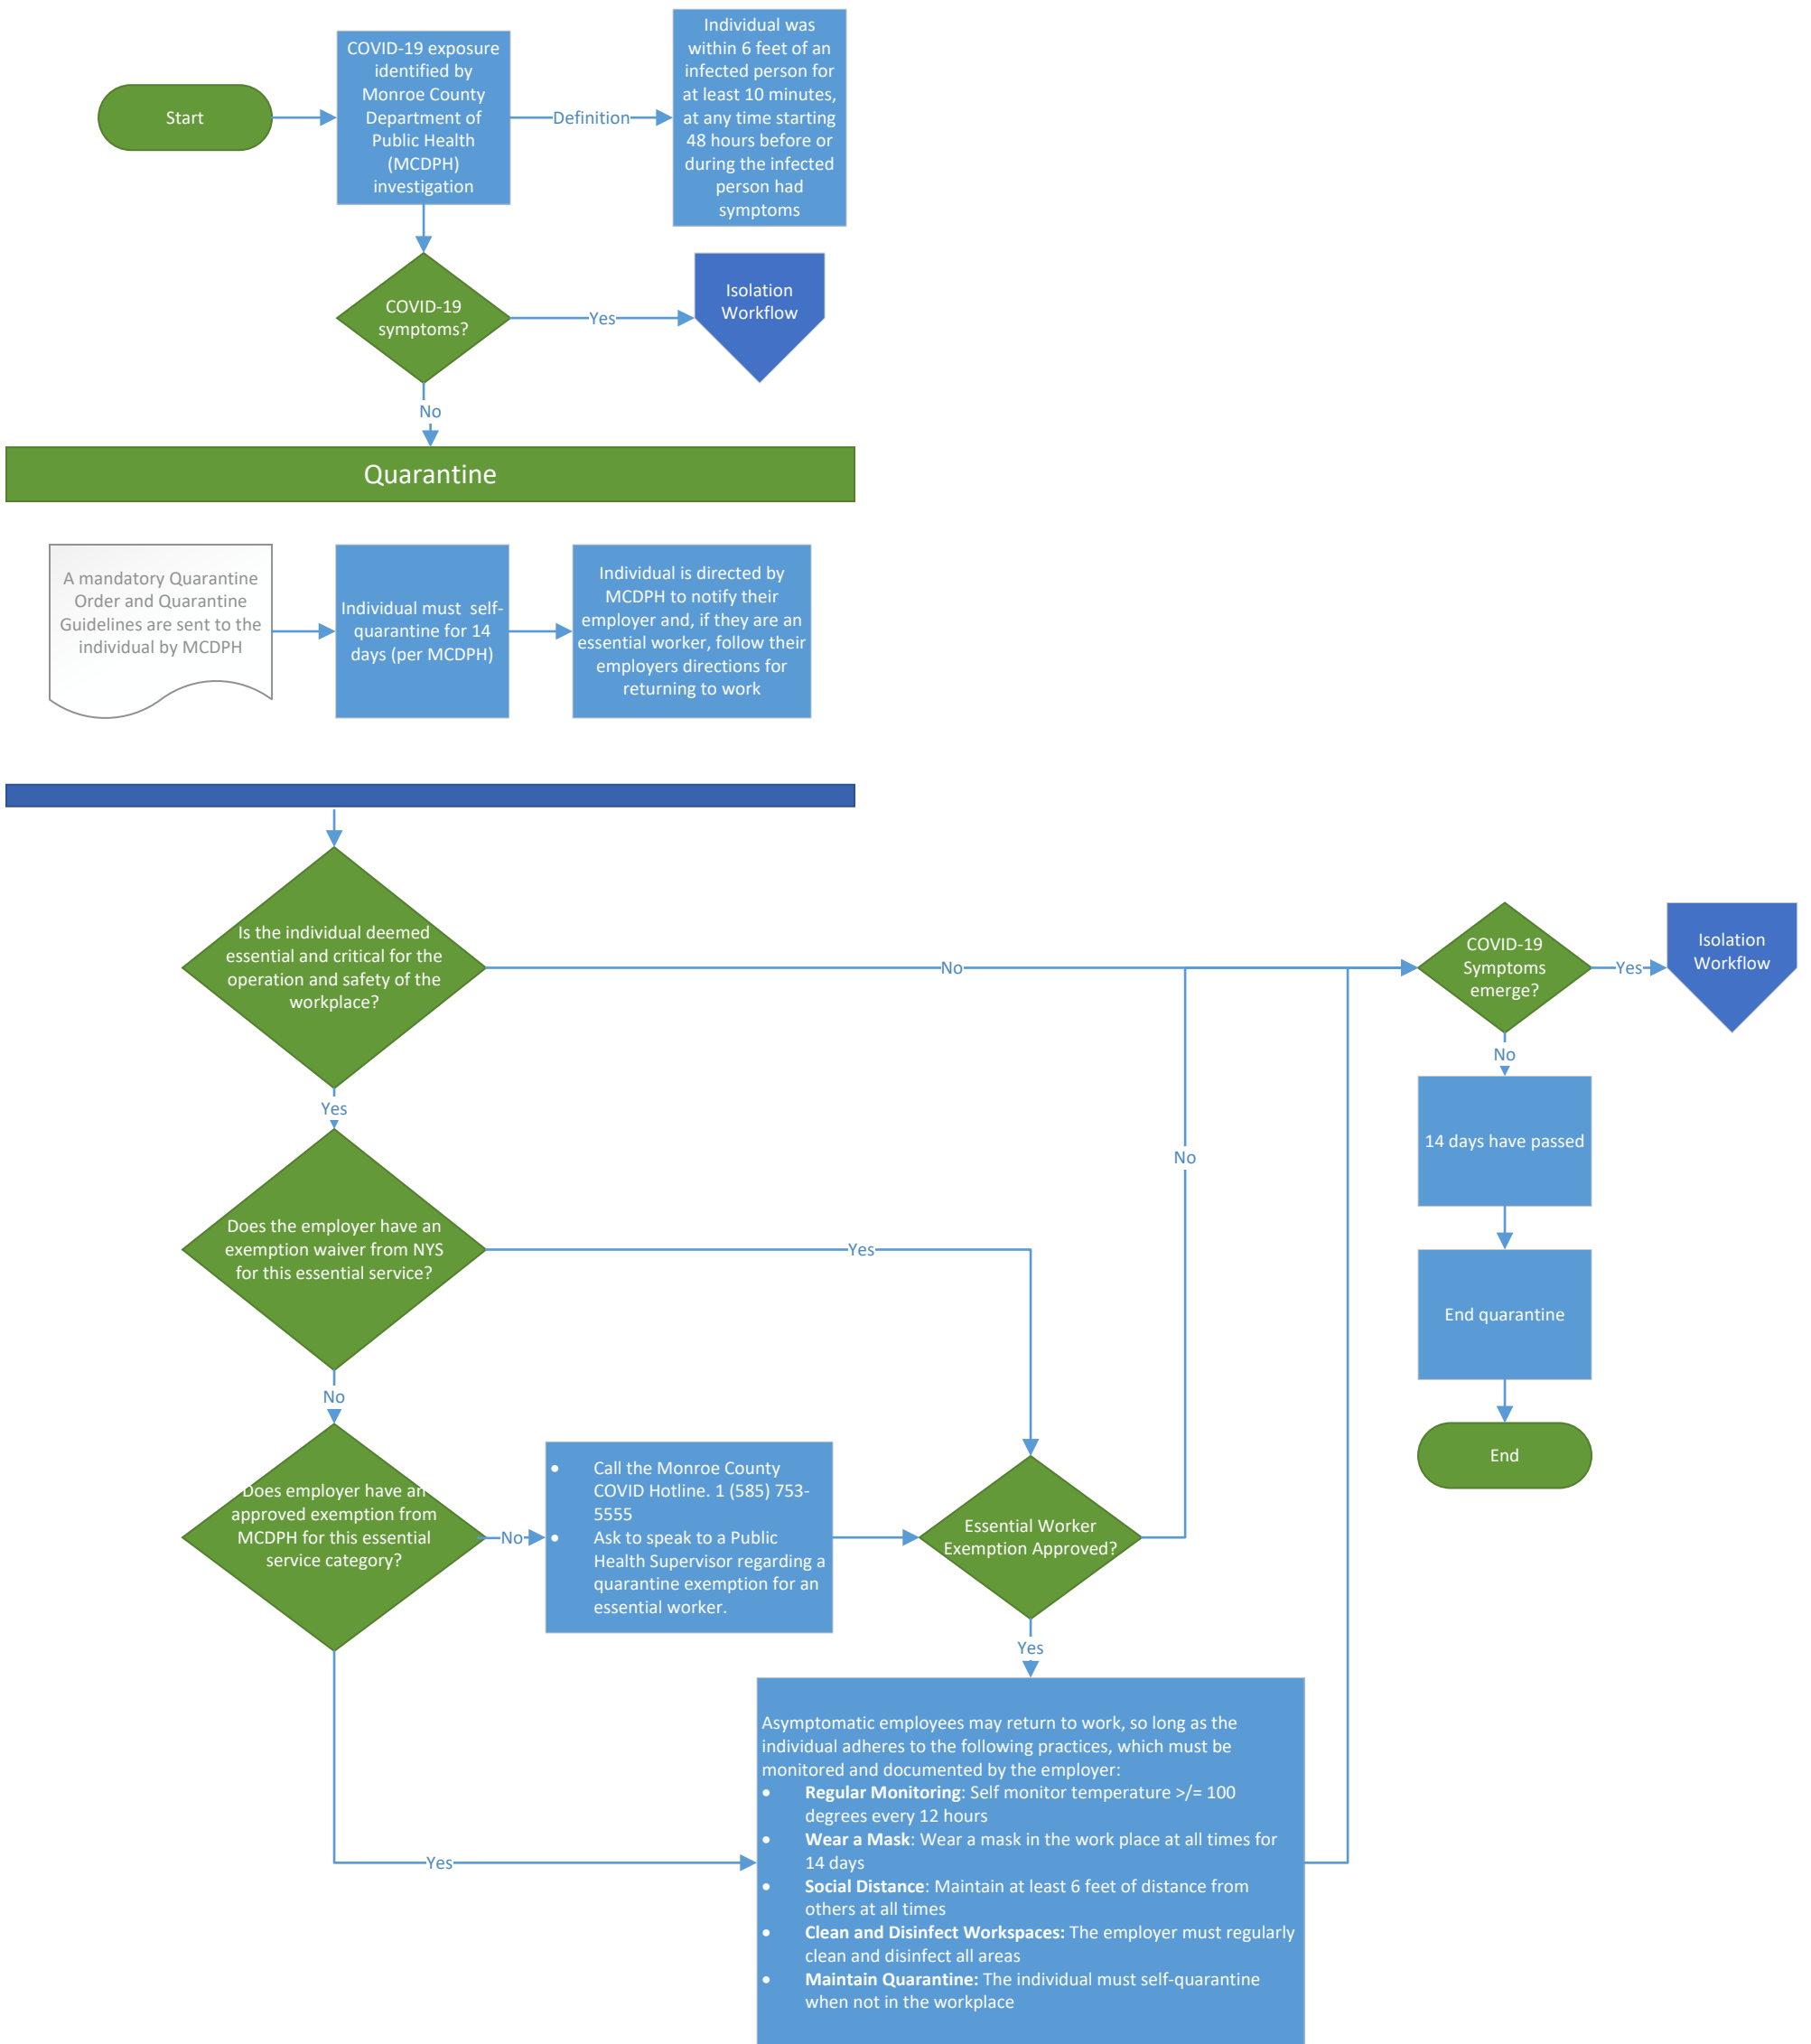 Start
COVID-19 exposure
identified by
Monroe County
Department of
Public Health
(MCDPH)
investigation
Definition
Individual was
within 6 feet of an
infected person for
at least 10 minutes,
at any time starting
48 hours before or
during the infected
person had
symptoms
COVID-19
symptoms?
Yes
Isolation
Workflow
No
Quarantine
A mandatory Quarantine
Order and Quarantine
Guidelines are sent to the
individual by MCDPH
Individual must  self-
quarantine for 14
days (per MCDPH)
Individual is directed by
MCDPH to notify their
employer and, if they are an
essential worker, follow their
employers directions for
returning to work
Is the individual deemed
essential and critical for the
operation and safety of the
workplace?
No
COVID-19
Symptoms
emerge?
Yes
Isolation
Workflow
No
14 days have passed
End quarantine
End
Yes
Does the employer have an
exemption waiver from NYS
for this essential service?
Yes
No
No
Does employer have an
approved exemption from
MCDPH for this essential
service category?
No
• Call the Monroe County
COVID Hotline. 1 (585) 753-
5555
• Ask to speak to a Public
Health Supervisor regarding a
quarantine exemption for an
essential worker.
Essential Worker
Exemption Approved?
Yes
Yes
Asymptomatic employees may return to work, so long as the
individual adheres to the following practices, which must be
monitored and documented by the employer:
• Regular Monitoring: Self monitor temperature >/= 100
degrees every 12 hours
• Wear a Mask: Wear a mask in the work place at all times for
14 days
• Social Distance: Maintain at least 6 feet of distance from
others at all times
• Clean and Disinfect Workspaces: The employer must regularly
clean and disinfect all areas
• Maintain Quarantine: The individual must self-quarantine
when not in the workplace